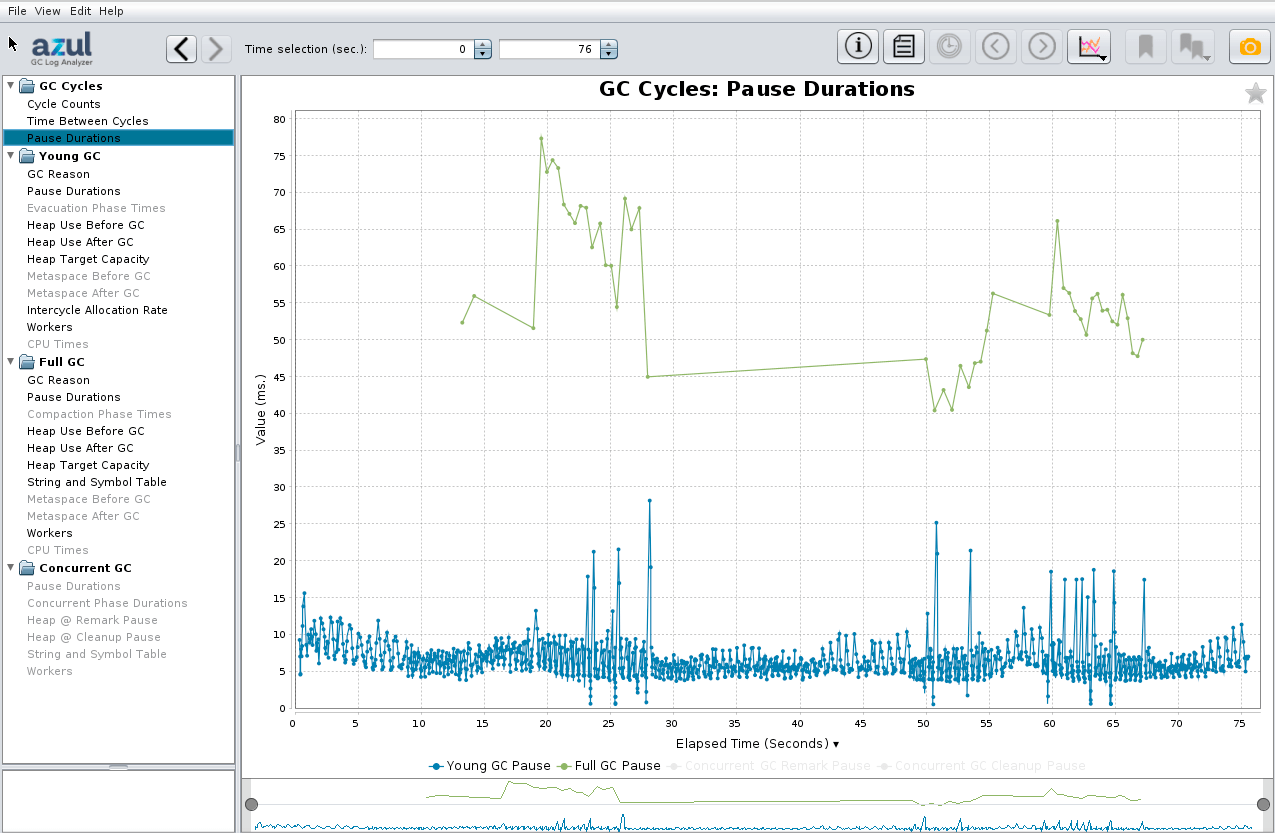 File View Edit Help
azul
GC Log Analyzer
Time selection (sec.): 0 76
GC Cycles
Cycle Counts
Time Between Cycles
Pause Durations
Young GC
GC Reason
Pause Durations
Evacuation Phase Times
Heap Use Before GC
Heap Use After GC
Heap Target Capacity
Metaspace Before GC
Metaspace After GC
Intercycle Allocation Rate
Workers
CPU Times
Full GC
GC Reason
Pause Durations
Compaction Phase Times
Heap Use Before GC
Heap Use After GC
Heap Target Capacity
String and Symbol Table
Metaspace Before GC
Metaspace After GC
Workers
CPU Times
Concurrent GC
Pause Durations
Concurrent Phase Durations
Heap @ Remark Pause
Heap @ Cleanup Pause
String and Symbol Table
Workers
GC Cycles: Pause Durations
Value (ms.)
80
75
70
65
60
55
50
45
40
35
30
25
20
15
10
5
0
0 5 10 15 20 25 30 35 40 45 50 55 60 65 70 75
Elapsed Time (Seconds) ▾
Young GC Pause Full GC Pause Concurrent GC Remark Pause Concurrent GC Cleanup Pause